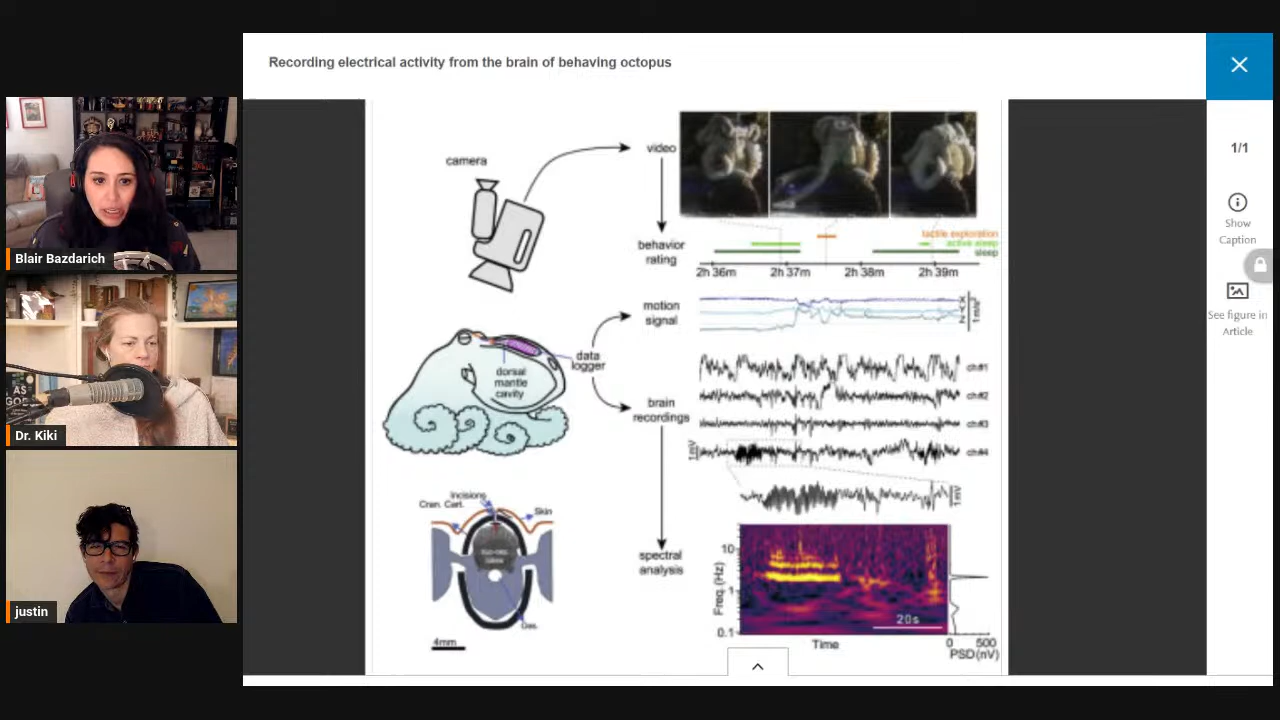 Recording electrical activity from the brain of behaving octopus
1/1
Show
Caption
See figure in
Article
Blair Bazdarich
Dr. Kiki
justin
camera
video
behavior
rating
tactile exploration
active sleep
sleep
2h 36m
2h 37m
2h 38m
2h 39m
motion
signal
1mV
data
logger
dorsal
mantle
cavity
brain
recordings
ch#1
ch#2
ch#3
ch#4
1mV
1mV
Incisions
Cran. Cart.
Skin
Oes.
4mm
spectral
analysis
Freq. (Hz)
10
1
0.1
20s
Time
0
500
PSD(nV)